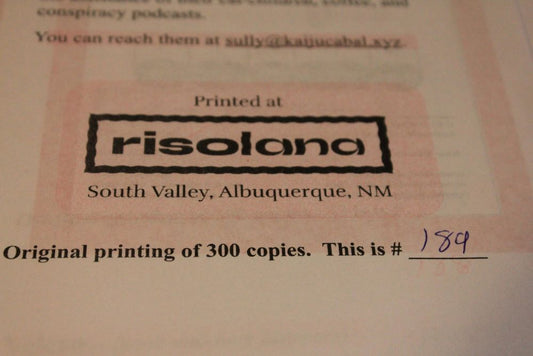 conspiracy podcasts.
You can reach them at sully@kaijucabal.xyz.
Printed at
risolana
South Valley, Albuquerque, NM
Original printing of 300 copies. This is # 189